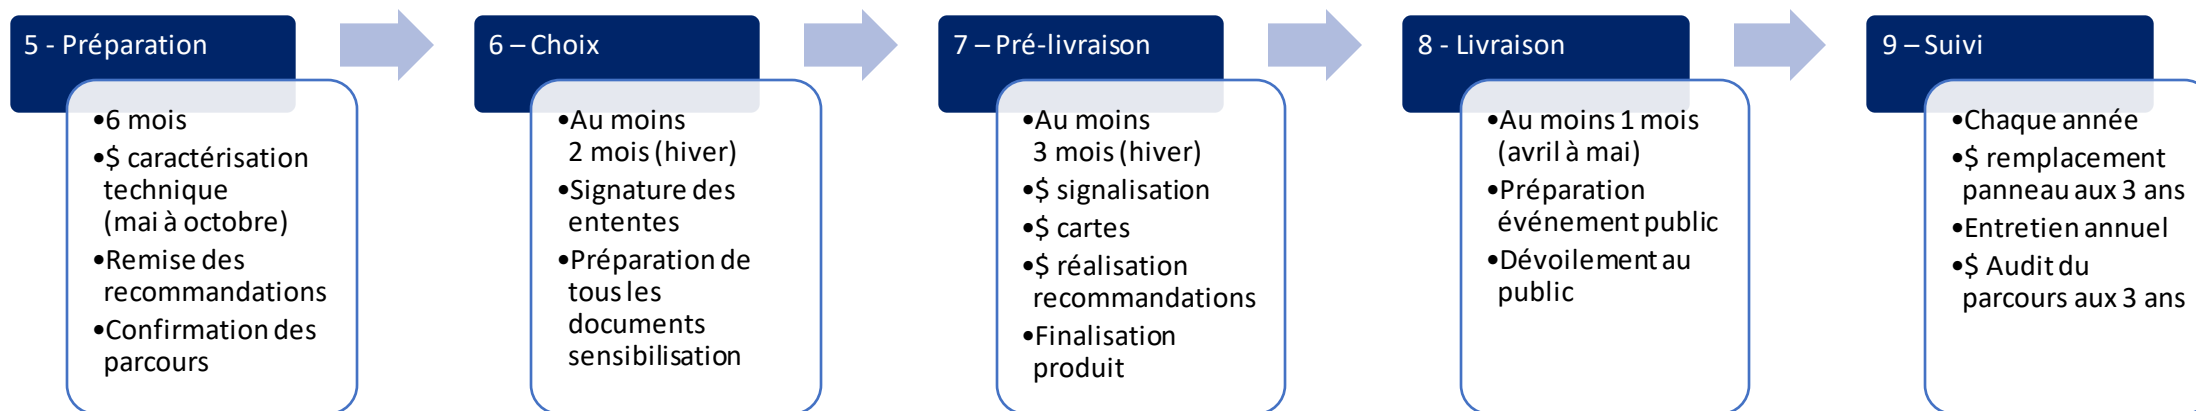 5 - Préparation
•6 mois
•$ caractérisation
technique
(mai à octobre)
•Remise des
recommandations
•Confirmation des
parcours
6 – Choix
•Au moins
2 mois (hiver)
•Signature des
ententes
•Préparation de
tous les
documents
sensibilisation
7 – Pré-livraison
•Au moins
3 mois (hiver)
•$ signalisation
•$ cartes
•$ réalisation
recommandations
•Finalisation
produit
8 - Livraison
•Au moins 1 mois
(avril à mai)
•Préparation
événement public
•Dévoilement au
public
9 – Suivi
•Chaque année
•$ remplacement
panneau aux 3 ans
•Entretien annuel
•$ Audit du
parcours aux 3 ans